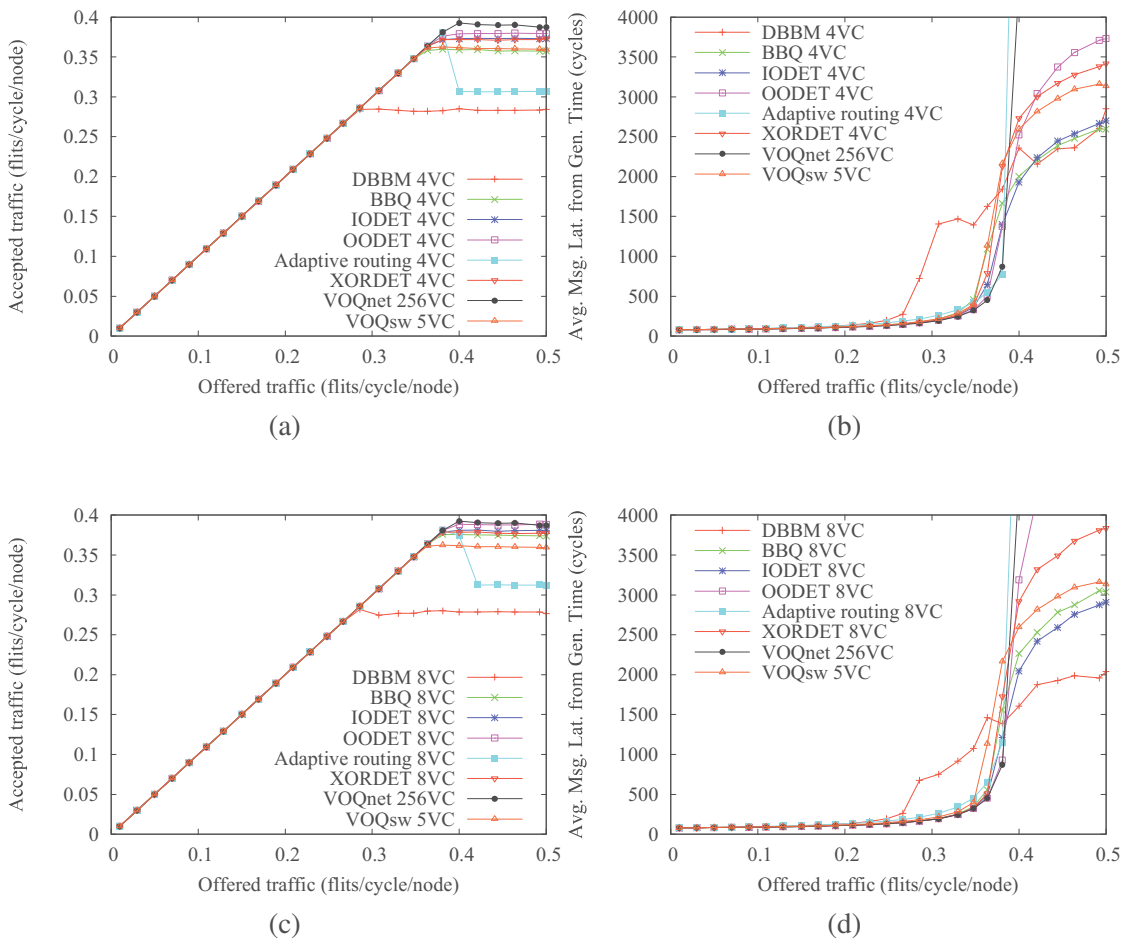 Accepted traffic (flits/cycle/node)
0.4
0.35
0.3
0.25
0.2
0.15
0.1
0.05
0
DBBM 4VC
BBQ 4VC
IODET 4VC
OODET 4VC
Adaptive routing 4VC
XORDET 4VC
VOQnet 256VC
VOQsw 5VC
0 0.1 0.2 0.3 0.4 0.5
Offered traffic (flits/cycle/node)
(a)
Avg. Msg. Lat. from Gen. Time (cycles)
4000
3500
3000
2500
2000
1500
1000
500
0
DBBM 4VC
BBQ 4VC
IODET 4VC
OODET 4VC
Adaptive routing 4VC
XORDET 4VC
VOQnet 256VC
VOQsw 5VC
0 0.1 0.2 0.3 0.4 0.5
Offered traffic (flits/cycle/node)
(b)
Accepted traffic (flits/cycle/node)
0.4
0.35
0.3
0.25
0.2
0.15
0.1
0.05
0
DBBM 8VC
BBQ 8VC
IODET 8VC
OODET 8VC
Adaptive routing 8VC
XORDET 8VC
VOQnet 256VC
VOQsw 5VC
0 0.1 0.2 0.3 0.4 0.5
Offered traffic (flits/cycle/node)
(c)
Avg. Msg. Lat. from Gen. Time (cycles)
4000
3500
3000
2500
2000
1500
1000
500
0
DBBM 8VC
BBQ 8VC
IODET 8VC
OODET 8VC
Adaptive routing 8VC
XORDET 8VC
VOQnet 256VC
VOQsw 5VC
0 0.1 0.2 0.3 0.4 0.5
Offered traffic (flits/cycle/node)
(d)